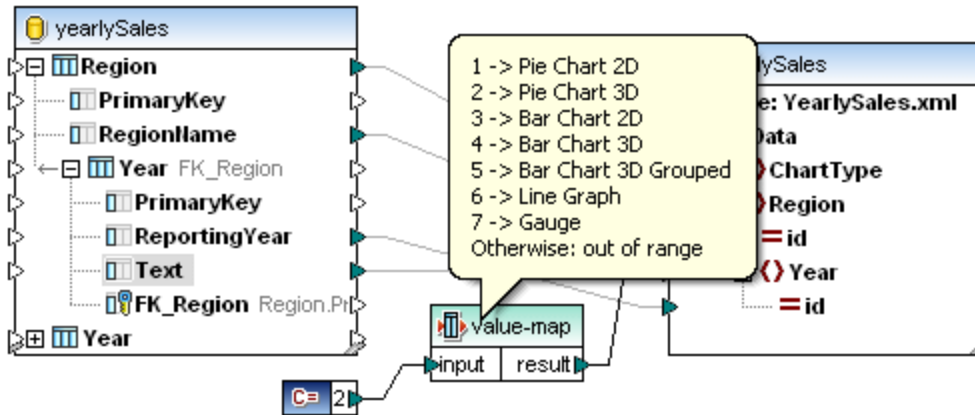 yearlySales
Region
PrimaryKey
RegionName
Year FK_Region
PrimaryKey
ReportingYear
Text
FK_Region Region.Pr
Year
1 -> Pie Chart 2D
2 -> Pie Chart 3D
3 -> Bar Chart 2D
4 -> Bar Chart 3D
5 -> Bar Chart 3D Grouped
6 -> Line Graph
7 -> Gauge
Otherwise: out of range
value-map
input result
C= 2
lySales
e: YearlySales.xml
Data
ChartType
Region
= id
{} Year
= id